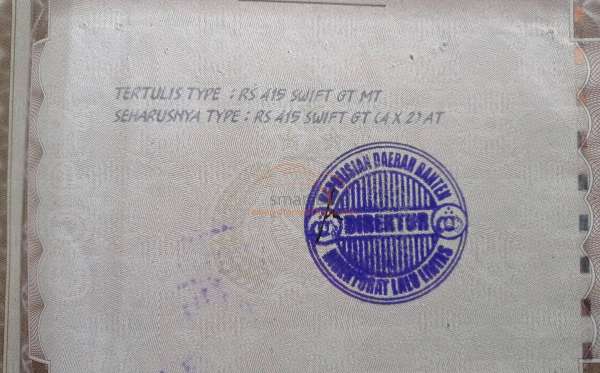 TERTULIS TYPE : RS 415 SWIFT GT MT
SEHARUSNYA TYPE : RS 415 SWIFT GT (4 X 2) AT
KEPOLISIAN DAERAH BANTEN
DIREKTUR
LALU LINTAS
smar